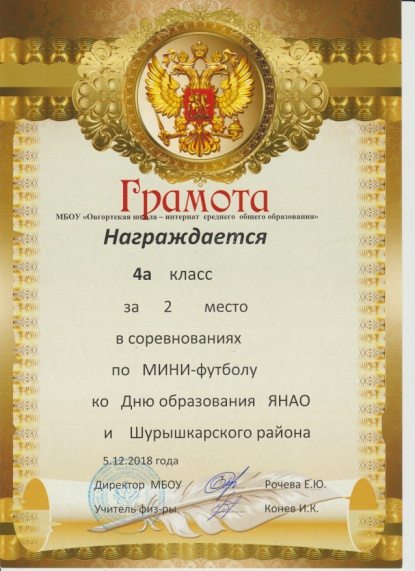 Грамота
МБОУ «Овгортская школа – интернат среднего общего образования»
Награждается
4а класс
за 2 место
в соревнованиях
по МИНИ-футболу
ко Дню образования ЯНАО
и Шурышкарского района
5.12.2018 года
Директор МБОУ Рочева Е.Ю.
Учитель физ-ры Конев И.К.